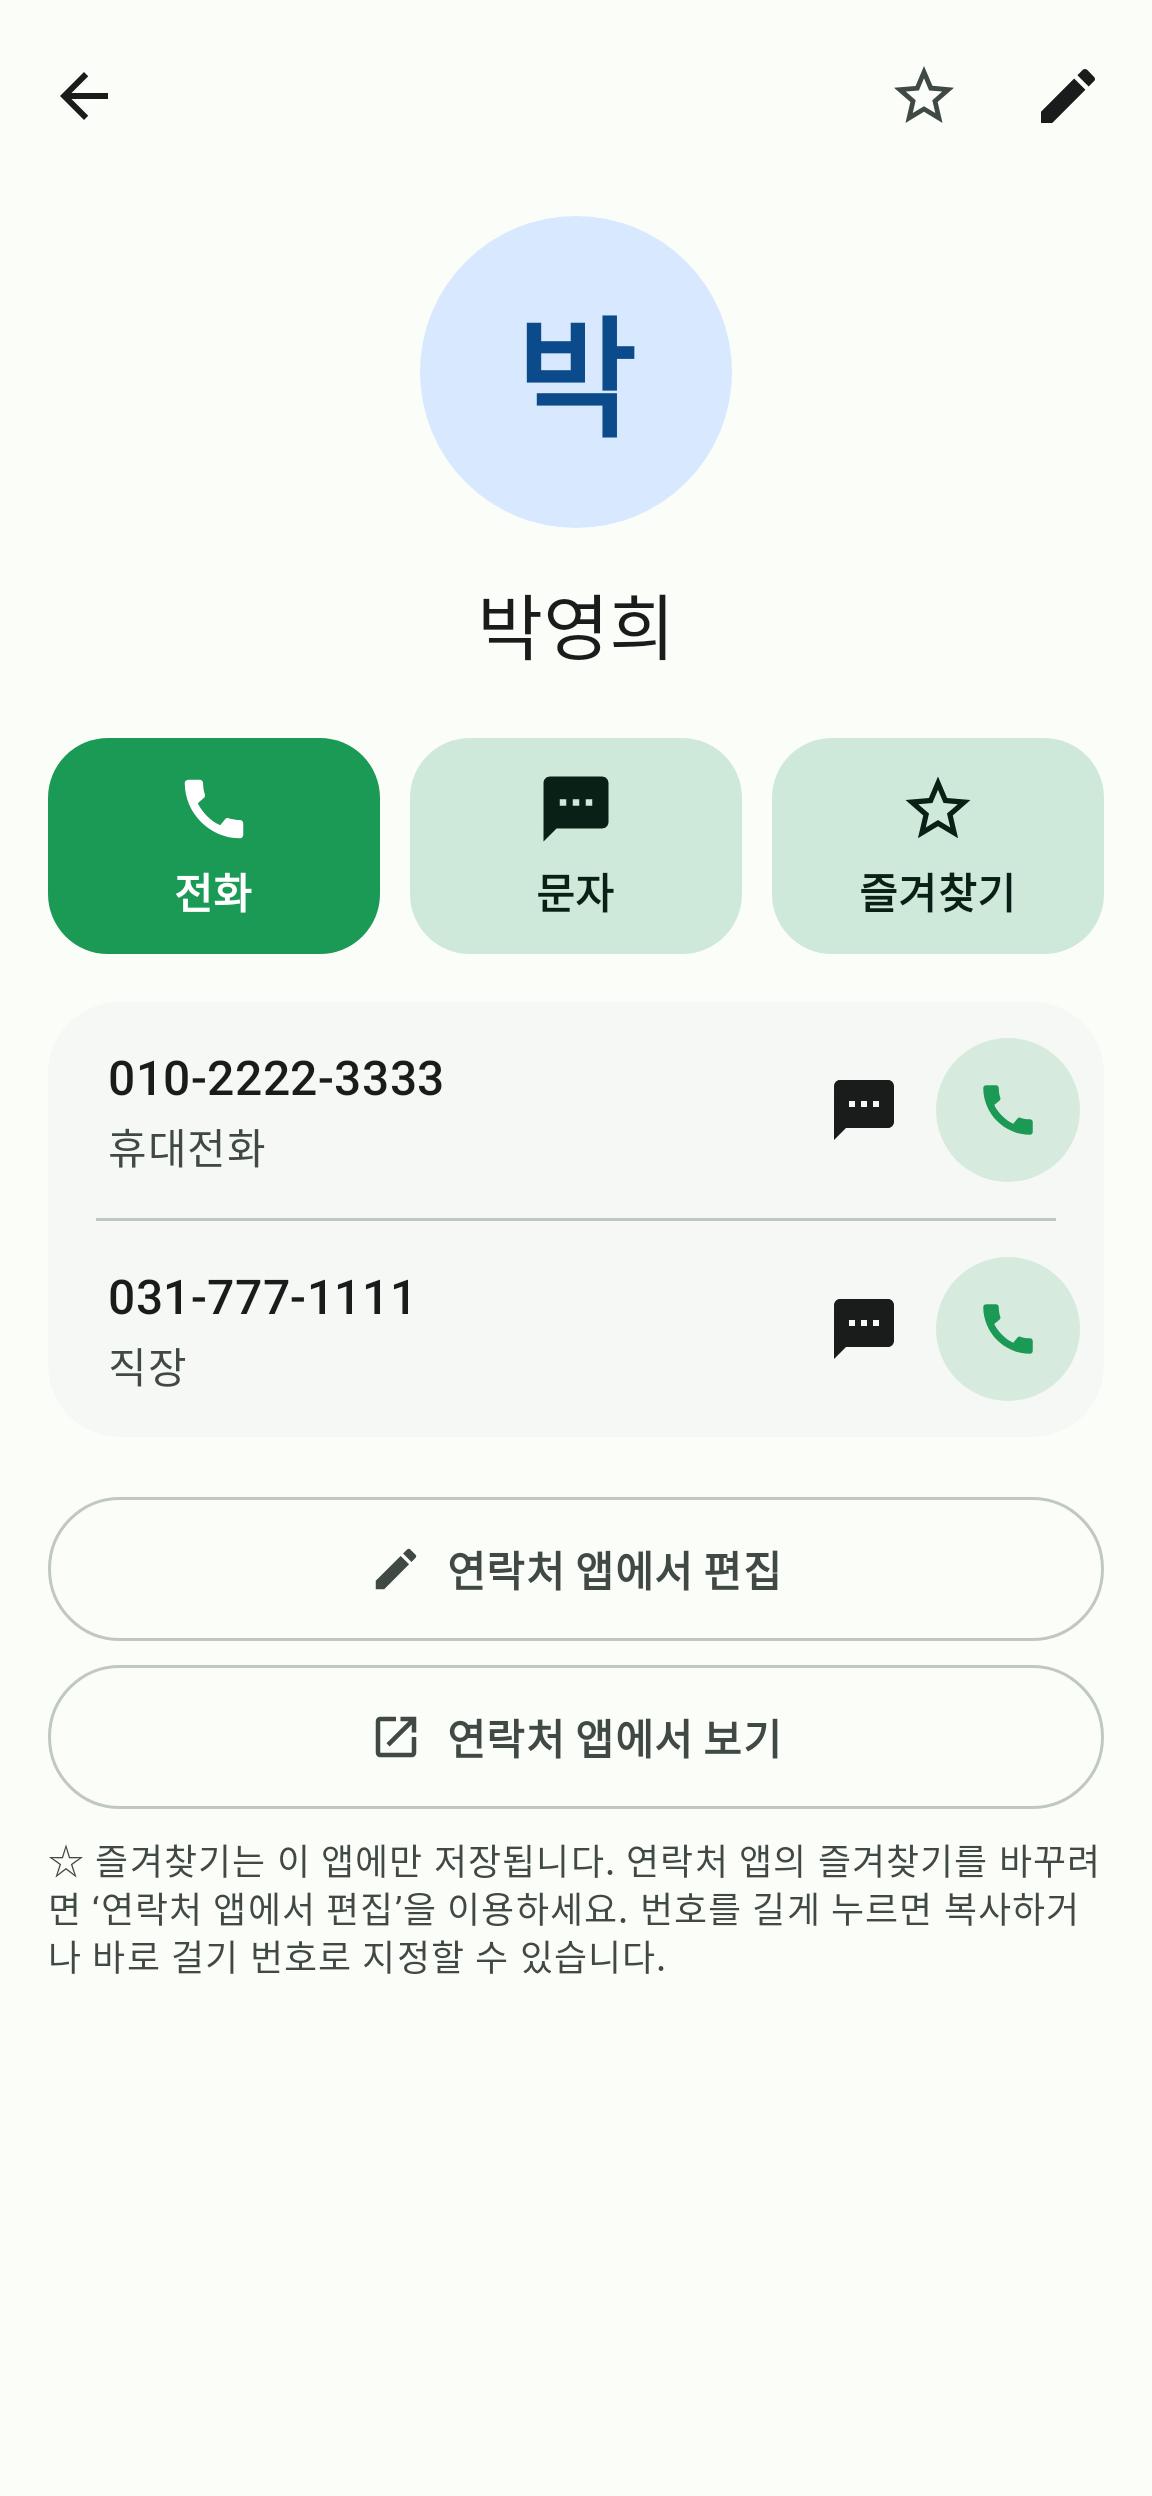 박
박영희
전화
문자
즐겨찾기
010-2222-3333
휴대전화
031-777-1111
직장
연락처 앱에서 편집
연락처 앱에서 보기
☆ 즐겨찾기는 이 앱에만 저장됩니다. 연락처 앱의 즐겨찾기를 바꾸려
면 ‘연락처 앱에서 편집’을 이용하세요. 번호를 길게 누르면 복사하거
나 바로 걸기 번호로 지정할 수 있습니다.